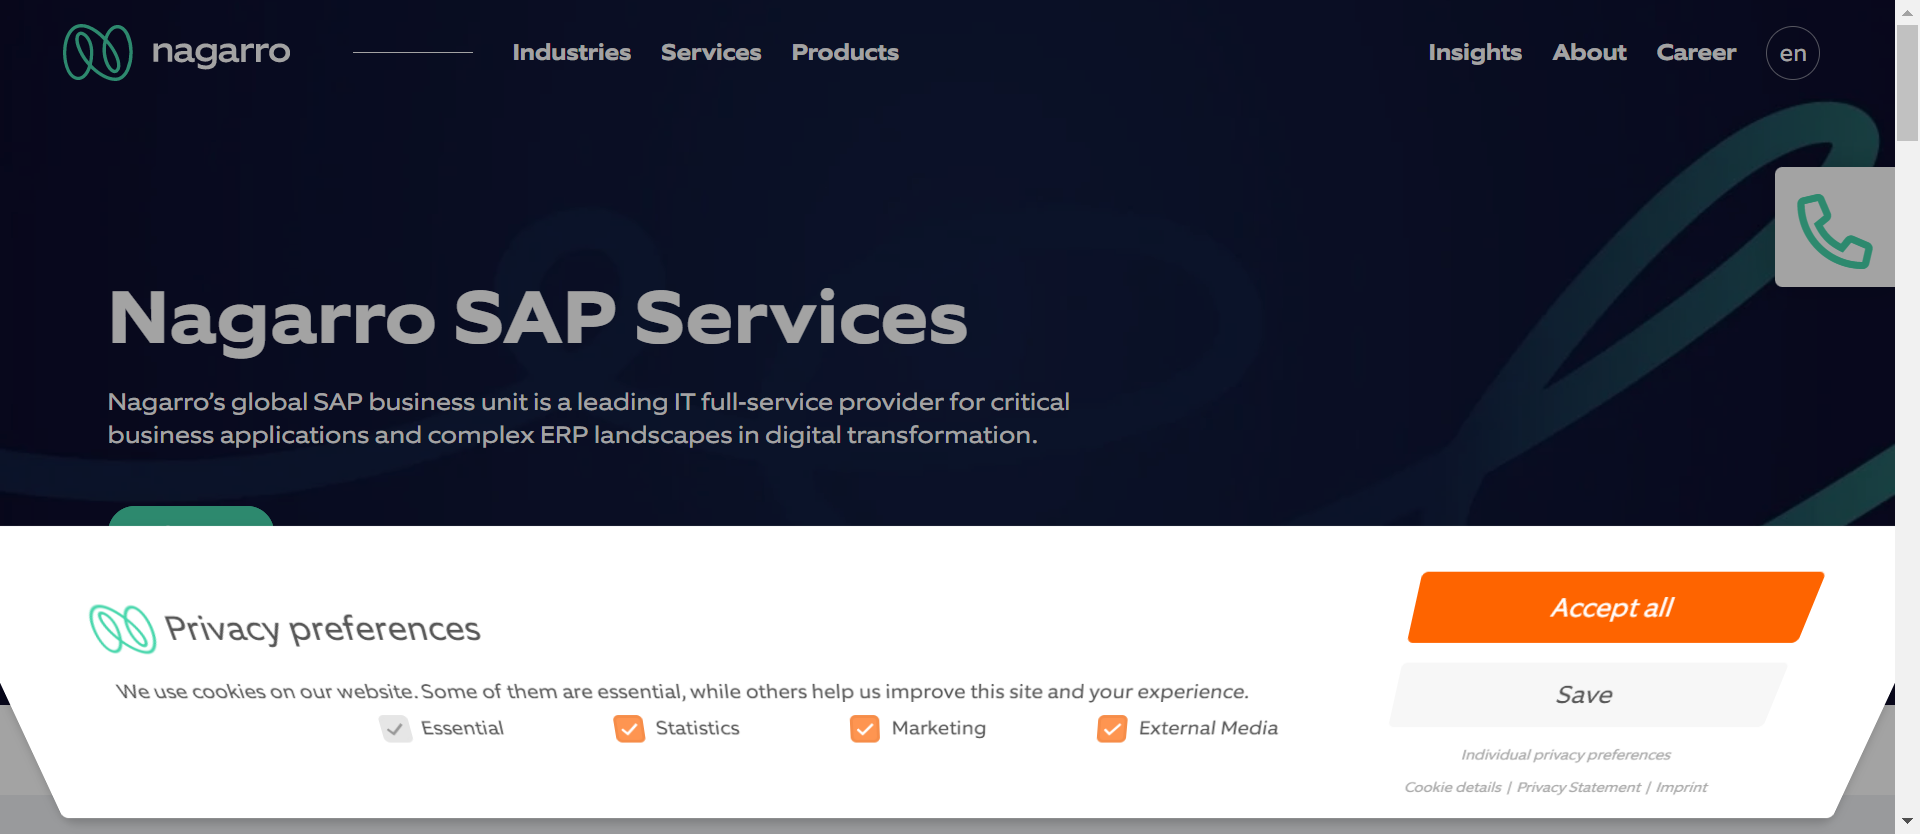 nagarro
Industries Services Products
Insights About Career en
Nagarro SAP Services
Nagarro’s global SAP business unit is a leading IT full-service provider for critical
business applications and complex ERP landscapes in digital transformation.
Privacy preferences
We use cookies on our website. Some of them are essential, while others help us improve this site and your experience.
Essential Statistics Marketing External Media
Accept all
Save
Individual privacy preferences
Cookie details | Privacy Statement | Imprint